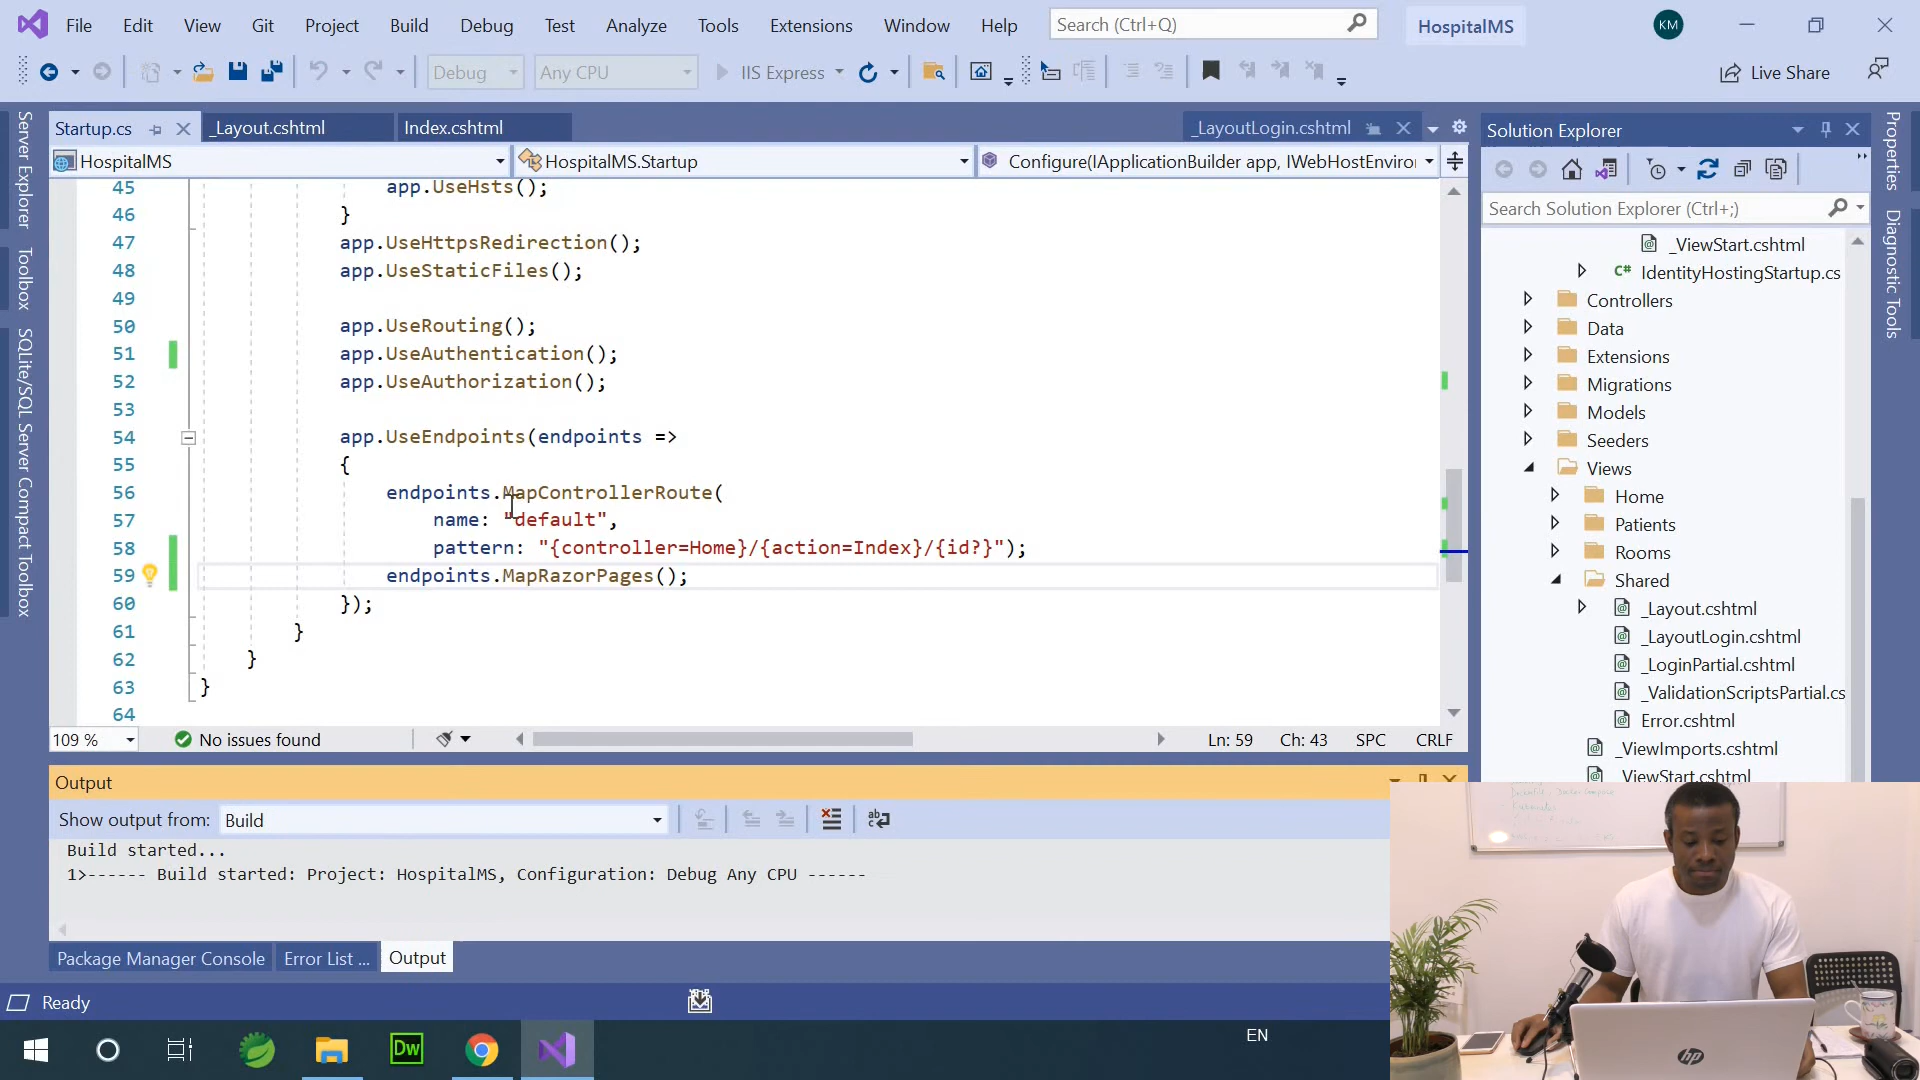 File Edit View Git Project Build Debug Test Analyze Tools Extensions Window Help Search (Ctrl+Q) HospitalMS KM
Debug Any CPU IIS Express Live Share
Startup.cs _Layout.cshtml Index.cshtml _LayoutLogin.cshtml
HospitalMS HospitalMS.Startup Configure(IApplicationBuilder app, IWebHostEnviror
45 app.UseHsts();
46 }
47 app.UseHttpsRedirection();
48 app.UseStaticFiles();
49
50 app.UseRouting();
51 app.UseAuthentication();
52 app.UseAuthorization();
53
54 app.UseEndpoints(endpoints =>
55 {
56 endpoints.MapControllerRoute(
57 name: "default",
58 pattern: "{controller=Home}/{action=Index}/{id?}");
59 endpoints.MapRazorPages();
60 });
61 }
62 }
63 }
64
109 % No issues found Ln: 59 Ch: 43 SPC CRLF
Output
Show output from: Build
Build started...
1>------ Build started: Project: HospitalMS, Configuration: Debug Any CPU ------
Package Manager Console Error List ... Output
Ready
Server Explorer
Toolbox
SQLite/SQL Server Compact Toolbox
Solution Explorer
Search Solution Explorer (Ctrl+;)
_ViewStart.cshtml
C# IdentityHostingStartup.cs
Controllers
Data
Extensions
Migrations
Models
Seeders
Views
Home
Patients
Rooms
Shared
_Layout.cshtml
_LayoutLogin.cshtml
_LoginPartial.cshtml
_ValidationScriptsPartial.cs
Error.cshtml
_ViewImports.cshtml
_ViewStart.cshtml
Properties
Diagnostic Tools
Dw
EN
hp